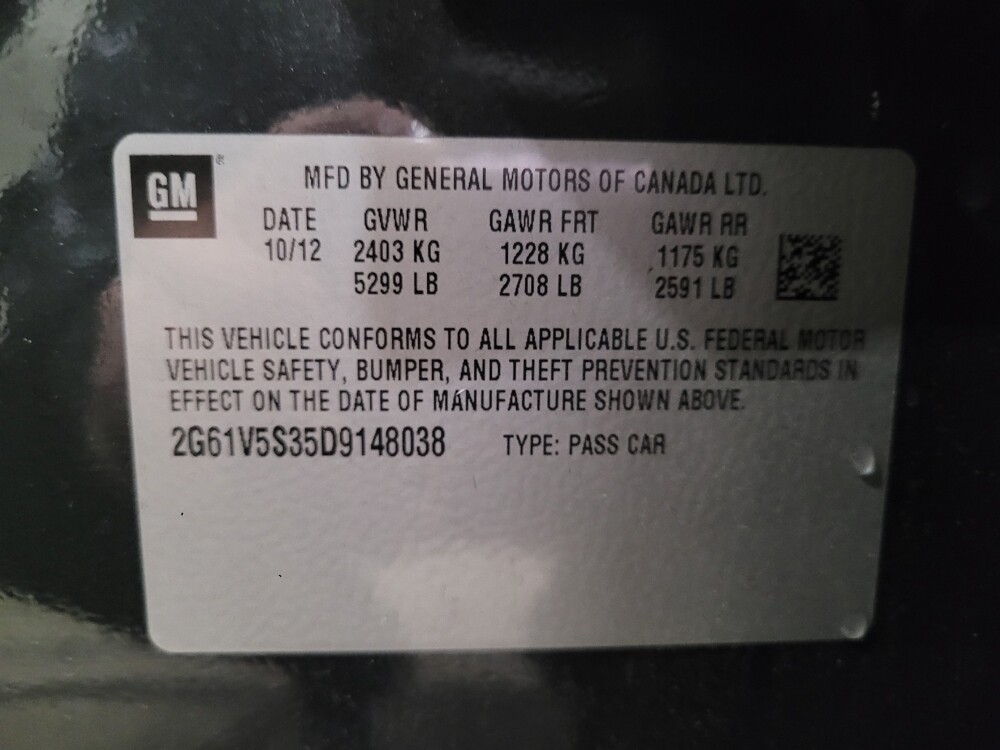 GM
MFD BY GENERAL MOTORS OF CANADA LTD.
DATE GVWR GAWR FRT GAWR RR
10/12 2403 KG 1228 KG 1175 KG
5299 LB 2708 LB 2591 LB
THIS VEHICLE CONFORMS TO ALL APPLICABLE U.S. FEDERAL MOTOR
VEHICLE SAFETY, BUMPER, AND THEFT PREVENTION STANDARDS IN
EFFECT ON THE DATE OF MANUFACTURE SHOWN ABOVE.
2G61V5S35D9148038 TYPE: PASS CAR